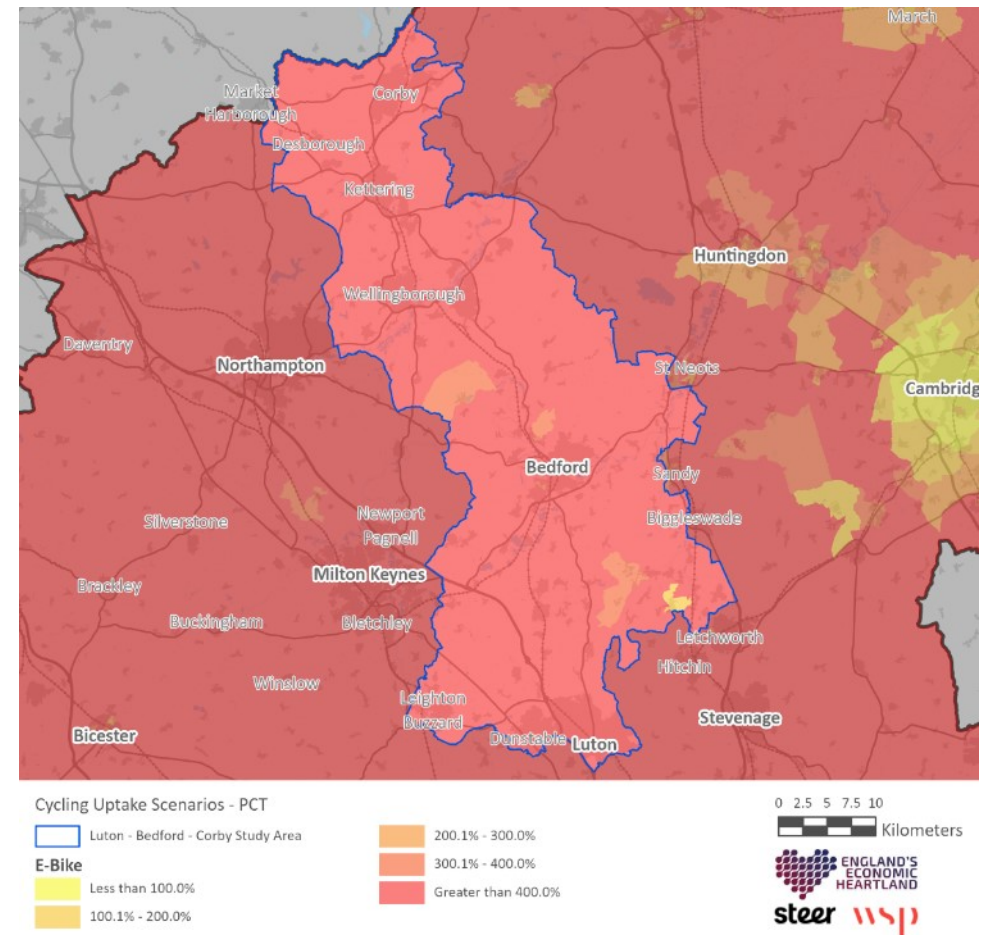 March
Market
Harborough
Corby
Desborough
Kettering
Huntingdon
Wellingborough
Daventry
Northampton
St Neots
Cambridg
Bedford
Sandy
Silverstone
Newport
Pagnell
Biggleswade
Milton Keynes
Brackley
Buckingham
Bletchley
Letchworth
Hitchin
Winslow
Leighton
Buzzard
Stevenage
Bicester
Dunstable
Luton
Cycling Uptake Scenarios - PCT
Luton - Bedford - Corby Study Area
E-Bike
Less than 100.0%
100.1% - 200.0%
200.1% - 300.0%
300.1% - 400.0%
Greater than 400.0%
0 2.5 5 7.5 10
Kilometers
ENGLAND'S
ECONOMIC
HEARTLAND
steer wsp